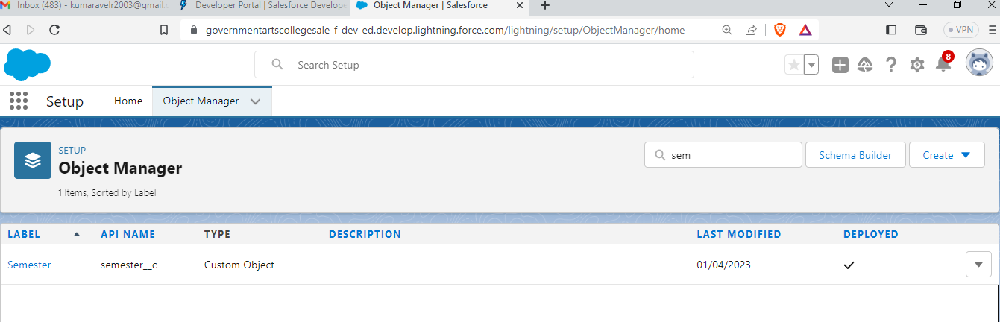 Inbox (483) - kumaravelr2003@gmail.c
Developer Portal | Salesforce Develope
Object Manager | Salesforce
governmentartscollegesale-f-dev-ed.develop.lightning.force.com/lightning/setup/ObjectManager/home
VPN
Search Setup
8
Setup
Home
Object Manager
SETUP
Object Manager
1 Items, Sorted by Label
sem
Schema Builder
Create
LABEL API NAME TYPE DESCRIPTION LAST MODIFIED DEPLOYED
Semester semester__c Custom Object 01/04/2023